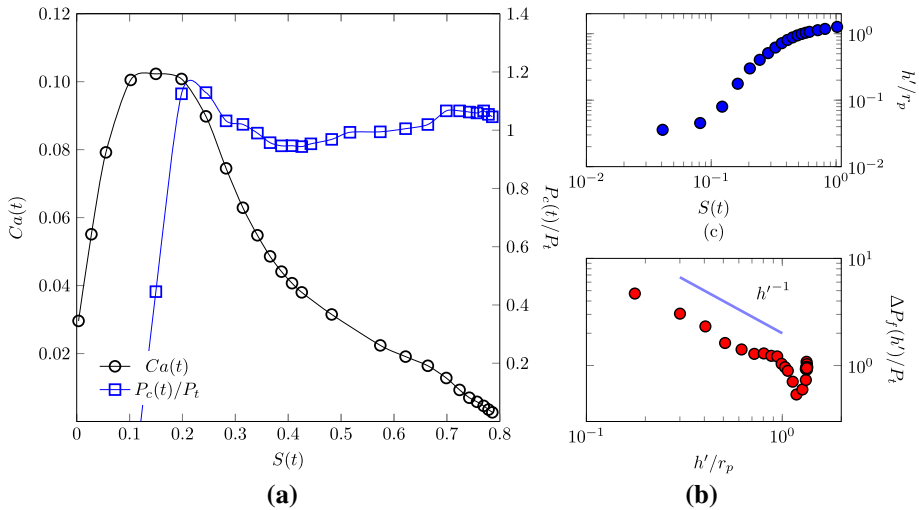 0.12
0.10
0.08
0.06
0.04
0.02
Ca(t)
1.4
1.2
1
0.8
0.6
0.4
0.2
P_c(t)/P_t
Ca(t)
P_c(t)/P_t
0 0.1 0.2 0.3 0.4 0.5 0.6 0.7 0.8
S(t)
(a)
10^0
10^{-1}
10^{-2}
h′/r_p
10^{-2} 10^{-1} 10^0
S(t)
(c)
10^1
10^0
ΔP_f(h′)/P_t
h′^{-1}
10^{-1} 10^0
h′/r_p
(b)